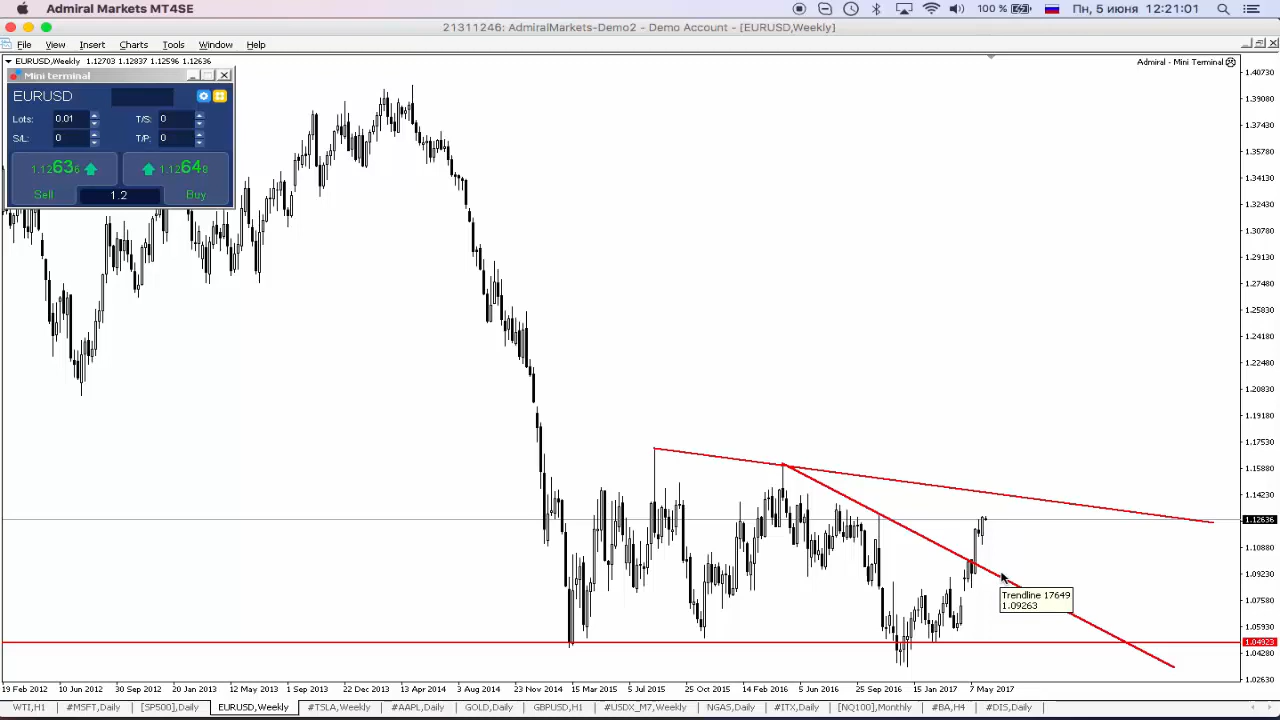 Admiral Markets MT4SE
100 %
Пн, 5 июня 12:21:01
21311246: AdmiralMarkets-Demo2 - Demo Account - [EURUSD,Weekly]
File View Insert Charts Tools Window Help
EURUSD,Weekly 1.12703 1.12837 1.12596 1.12636
Admiral - Mini Terminal
Mini terminal
EURUSD
Lots: 0.01 T/S: 0
S/L: 0 T/P: 0
1.12636 1.12648
Sell 1.2 Buy
1.40730
1.39080
1.37430
1.35780
1.34130
1.32430
1.30780
1.29130
1.27480
1.25830
1.24180
1.22480
1.20830
1.19180
1.17530
1.15880
1.14230
1.12636
1.10880
1.09230
1.07580
1.05930
1.04923
1.04280
1.02630
Trendline 17649
1.09263
19 Feb 2012 10 Jun 2012 30 Sep 2012 20 Jan 2013 12 May 2013 1 Sep 2013 22 Dec 2013 13 Apr 2014 3 Aug 2014 23 Nov 2014 15 Mar 2015 5 Jul 2015 25 Oct 2015 14 Feb 2016 5 Jun 2016 25 Sep 2016 15 Jan 2017 7 May 2017
WTI,H1 #MSFT,Daily [SP500],Daily EURUSD,Weekly #TSLA,Weekly #AAPL,Daily GOLD,Daily GBPUSD,H1 #USDX_M7,Weekly NGAS,Daily #ITX,Daily [NQ100],Monthly #BA,H4 #DIS,Daily